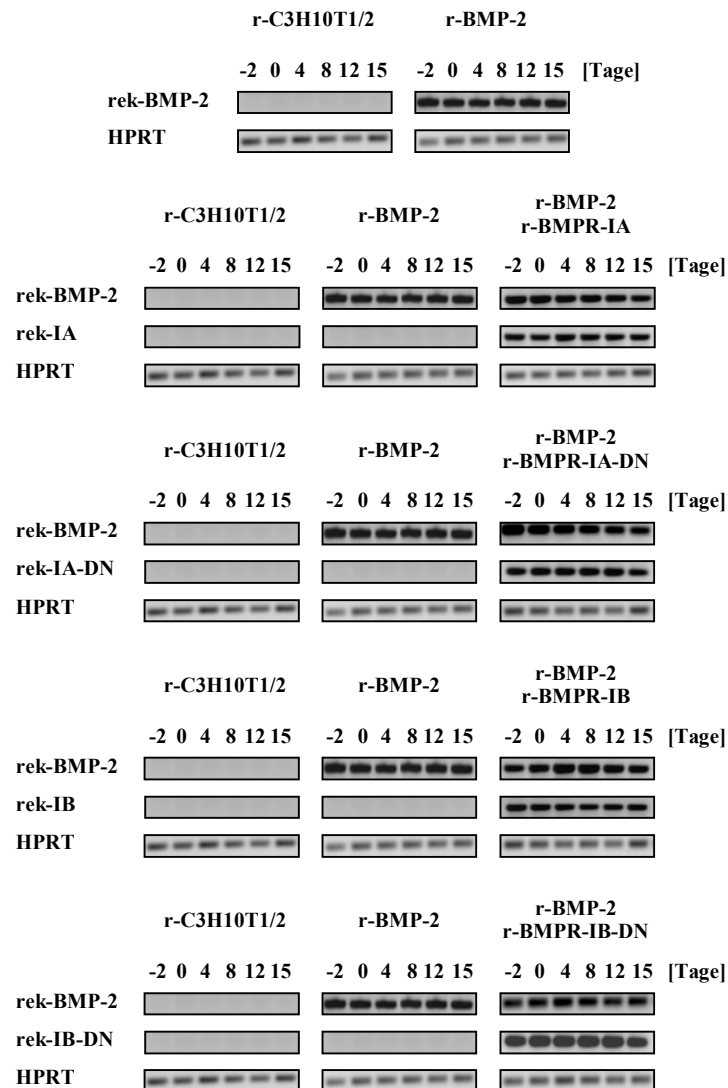 r-C3H10T1/2 r-BMP-2
-2 0 4 8 12 15 -2 0 4 8 12 15 [Tage]
rek-BMP-2
HPRT
r-C3H10T1/2 r-BMP-2 r-BMP-2
r-BMPR-IA
-2 0 4 8 12 15 -2 0 4 8 12 15 -2 0 4 8 12 15 [Tage]
rek-BMP-2
rek-IA
HPRT
r-C3H10T1/2 r-BMP-2 r-BMP-2
r-BMPR-IA-DN
-2 0 4 8 12 15 -2 0 4 8 12 15 -2 0 4 8 12 15 [Tage]
rek-BMP-2
rek-IA-DN
HPRT
r-C3H10T1/2 r-BMP-2 r-BMP-2
r-BMPR-IB
-2 0 4 8 12 15 -2 0 4 8 12 15 -2 0 4 8 12 15 [Tage]
rek-BMP-2
rek-IB
HPRT
r-C3H10T1/2 r-BMP-2 r-BMP-2
r-BMPR-IB-DN
-2 0 4 8 12 15 -2 0 4 8 12 15 -2 0 4 8 12 15 [Tage]
rek-BMP-2
rek-IB-DN
HPRT